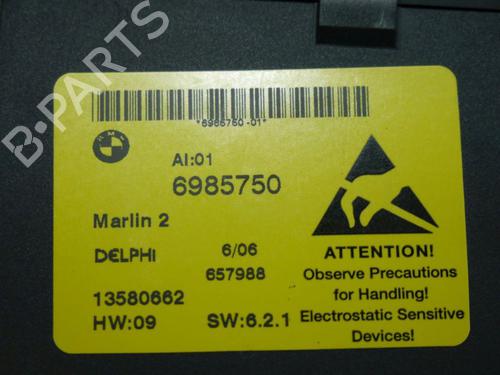 *6985750-01*
BMW
AI:01
6985750
Marlin 2
DELPHI
6/06
657988
13580662
HW:09
SW:6.2.1
ATTENTION!
Observe Precautions
for Handling!
Electrostatic Sensitive
Devices!
B-PARTS